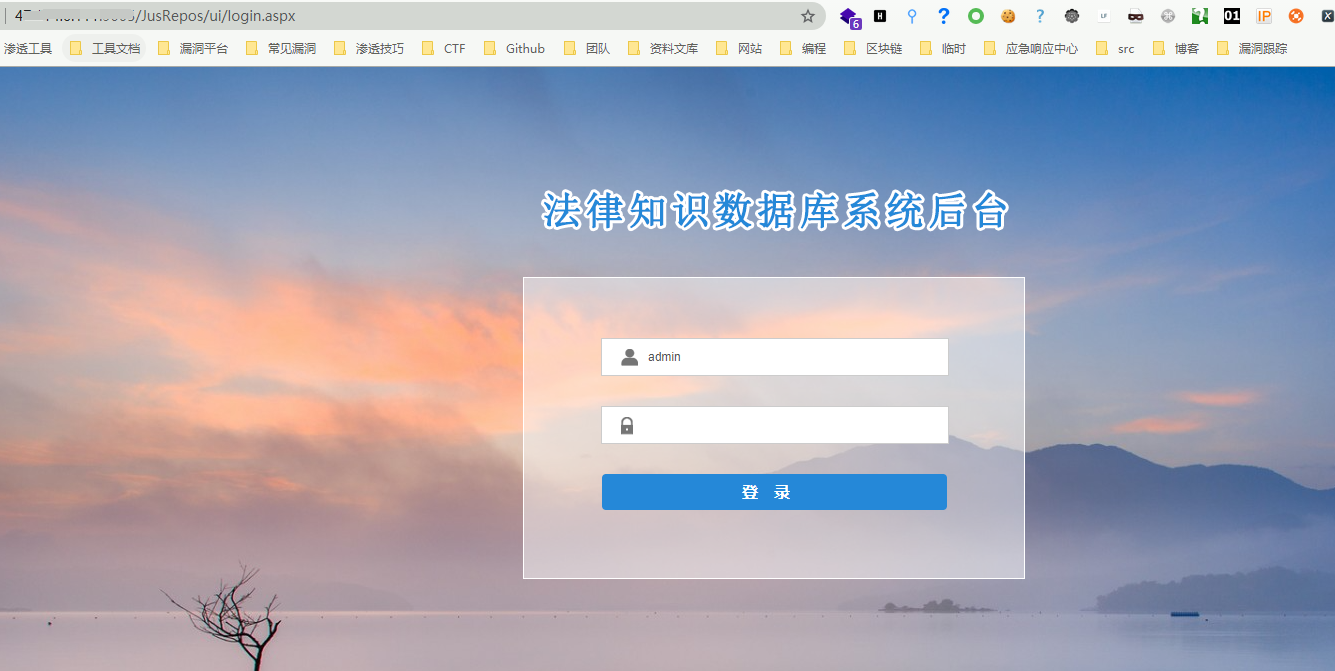 /JusRepos/ui/login.aspx
6 H ? ? LF 01 IP X
渗透工具 工具文档 漏洞平台 常见漏洞 渗透技巧 CTF Github 团队 资料文库 网站 编程 区块链 临时 应急响应中心 src 博客 漏洞跟踪
法律知识数据库系统后台
admin
登 录